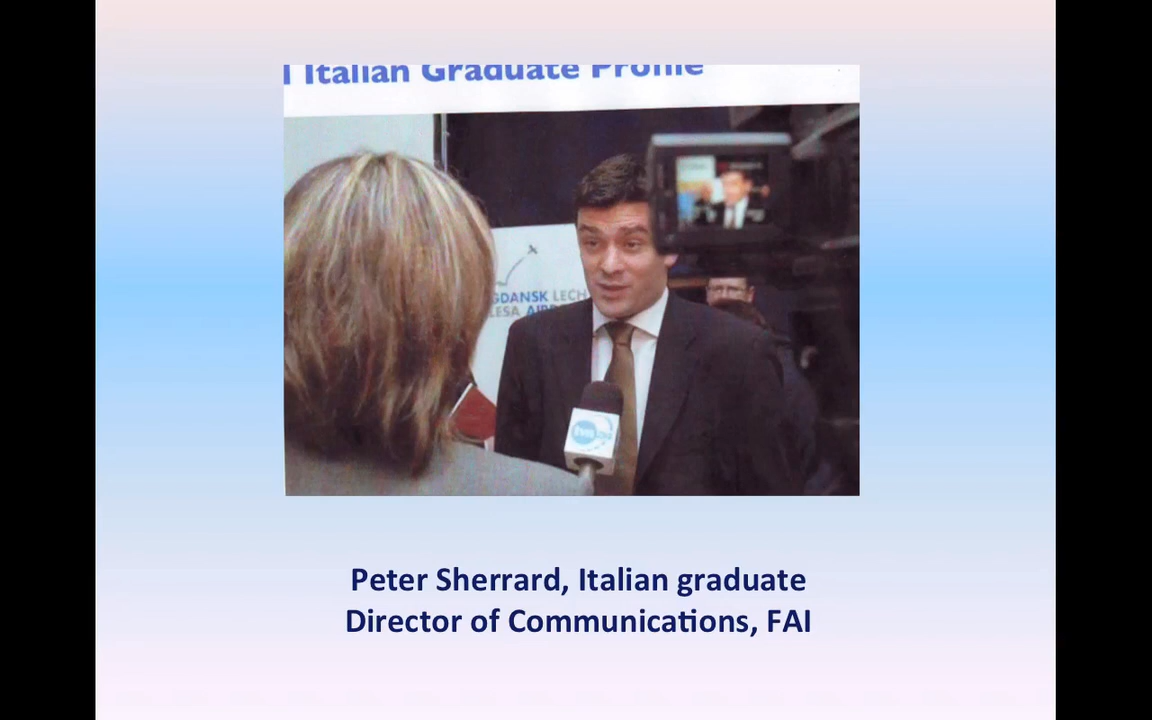 Italian Graduate Profile
GDANSK LECH
LESA
Peter Sherrard, Italian graduate
Director of Communications, FAI